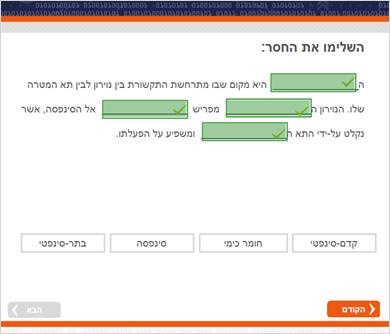 השלימו את החסר:
ה היא מקום שבו מתרחשת התקשורת בין נוירון לבין תא המטרה
שלו. הנוירון ה מפריש אל הסינפסה, אשר
נקלט על-ידי התא ה ומשפיע על הפעלתו.
קדם-סינפטי חומר כימי סינפסה בתר-סינפטי
הקודם הבא